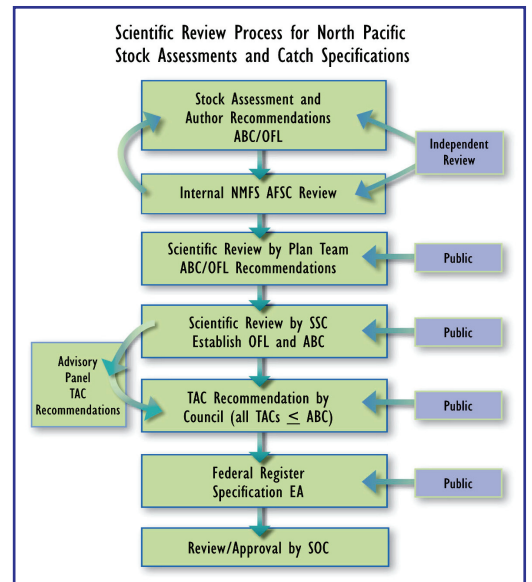 Scientific Review Process for North Pacific
Stock Assessments and Catch Specifications
Stock Assessment and
Author Recommendations
ABC/OFL
Independent
Review
Internal NMFS AFSC Review
Scientific Review by Plan Team
ABC/OFL Recommendations
Public
Scientific Review by SSC
Establish OFL and ABC
Public
Advisory
Panel
TAC
Recommendations
TAC Recommendation by
Council (all TACs ≤ ABC)
Public
Federal Register
Specification EA
Public
Review/Approval by SOC